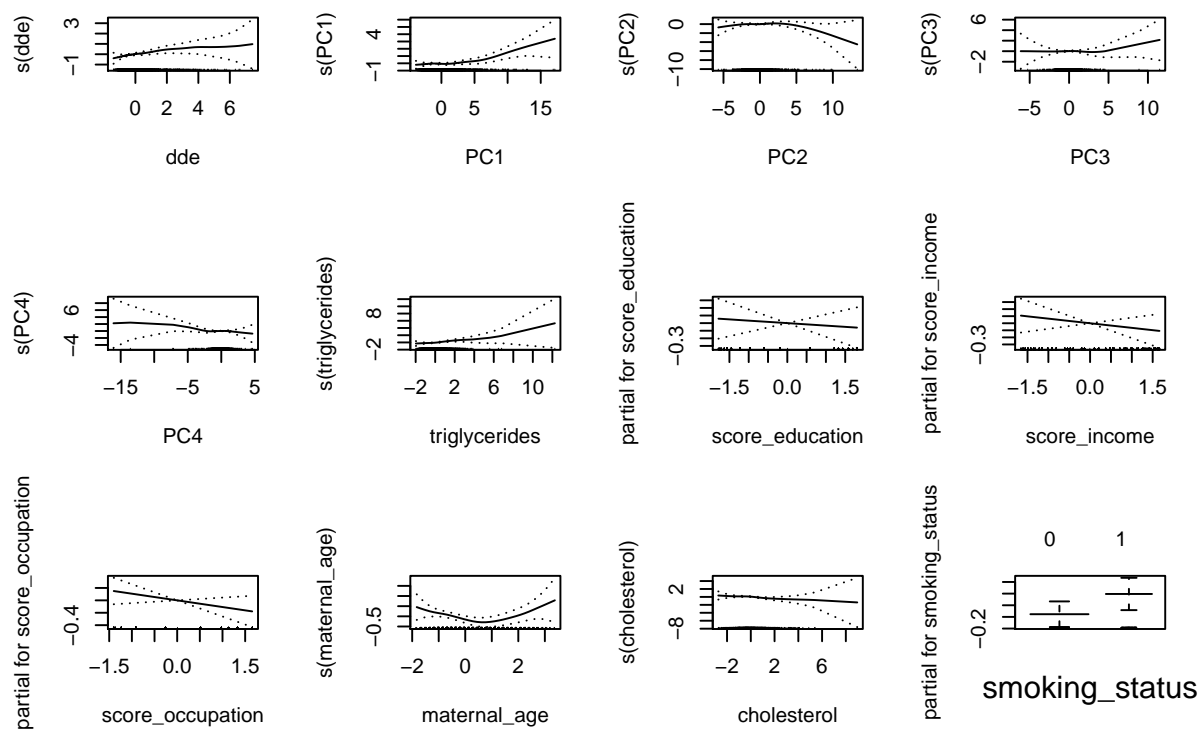 s(dde)
3
−1
0 2 4 6
dde
s(PC1)
4
−1
0 5 10 15
PC1
s(PC2)
0
−10
−5 0 5 10
PC2
s(PC3)
6
−2
−5 0 5 10
PC3
s(PC4)
6
−4
−15 −5 5
PC4
s(triglycerides)
8
−2
−2 2 6 10
triglycerides
partial for score_education
−0.3
−1.5 0.0 1.5
score_education
partial for score_income
−0.3
−1.5 0.0 1.5
score_income
partial for score_occupation
−0.4
−1.5 0.0 1.5
score_occupation
s(maternal_age)
−0.5
−2 0 2
maternal_age
s(cholesterol)
2
−8
−2 2 6
cholesterol
partial for smoking_status
−0.2
0 1
smoking_status